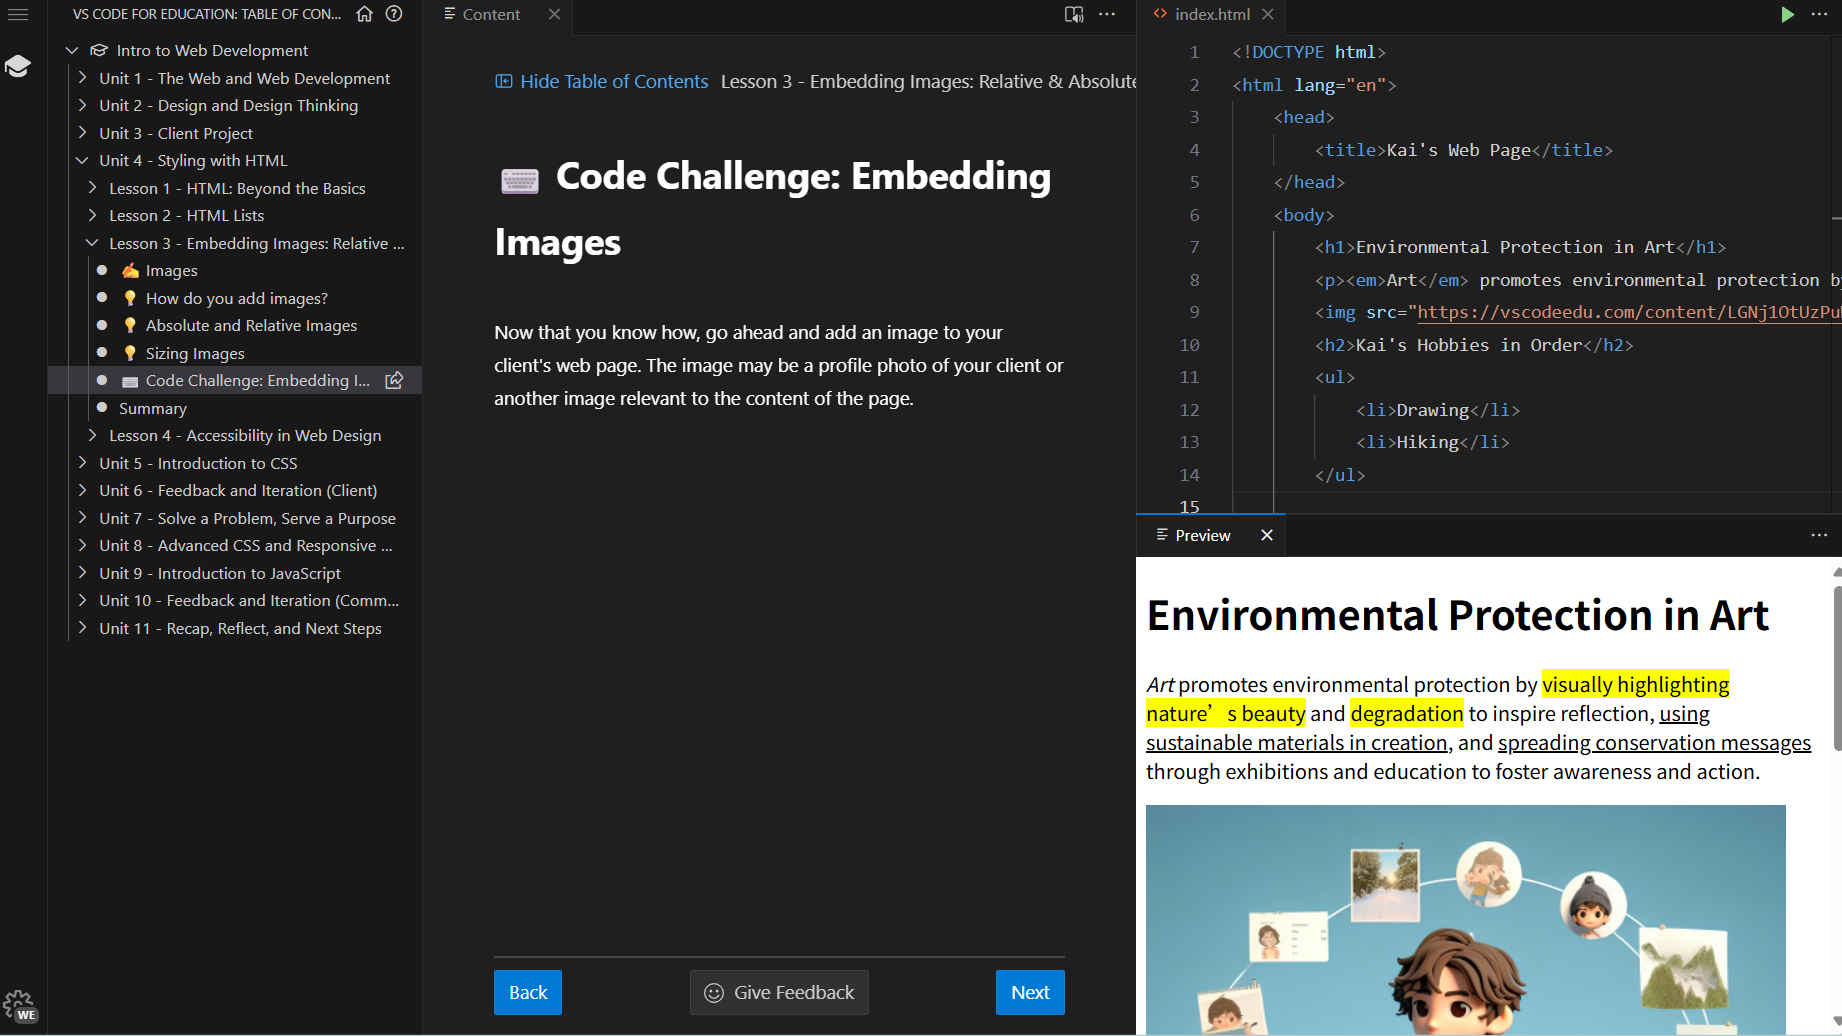 VS CODE FOR EDUCATION: TABLE OF CON...
Intro to Web Development
Unit 1 - The Web and Web Development
Unit 2 - Design and Design Thinking
Unit 3 - Client Project
Unit 4 - Styling with HTML
Lesson 1 - HTML: Beyond the Basics
Lesson 2 - HTML Lists
Lesson 3 - Embedding Images: Relative ...
Images
How do you add images?
Absolute and Relative Images
Sizing Images
Code Challenge: Embedding I...
Summary
Lesson 4 - Accessibility in Web Design
Unit 5 - Introduction to CSS
Unit 6 - Feedback and Iteration (Client)
Unit 7 - Solve a Problem, Serve a Purpose
Unit 8 - Advanced CSS and Responsive ...
Unit 9 - Introduction to JavaScript
Unit 10 - Feedback and Iteration (Comm...
Unit 11 - Recap, Reflect, and Next Steps
WE
Content
Hide Table of Contents Lesson 3 - Embedding Images: Relative & Absolute
Code Challenge: Embedding
Images
Now that you know how, go ahead and add an image to your
client's web page. The image may be a profile photo of your client or
another image relevant to the content of the page.
Back
Give Feedback
Next
index.html
1 <!DOCTYPE html>
2 <html lang="en">
3 <head>
4 <title>Kai's Web Page</title>
5 </head>
6 <body>
7 <h1>Environmental Protection in Art</h1>
8 <p><em>Art</em> promotes environmental protection by
9 <img src="https://vscodeedu.com/content/LGNj1OtUzPu
10 <h2>Kai's Hobbies in Order</h2>
11 <ul>
12 <li>Drawing</li>
13 <li>Hiking</li>
14 </ul>
15
Preview
Environmental Protection in Art
Art promotes environmental protection by visually highlighting
nature’s beauty and degradation to inspire reflection, using
sustainable materials in creation, and spreading conservation messages
through exhibitions and education to foster awareness and action.